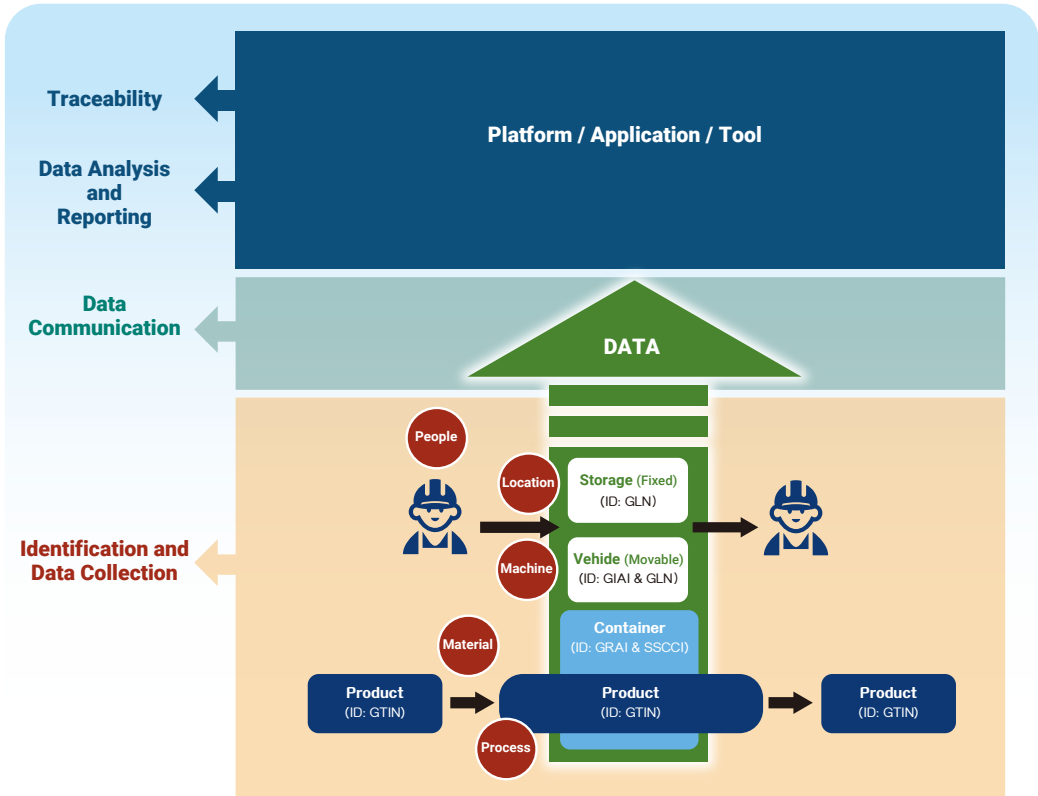 Traceability
Platform / Application / Tool
Data Analysis
and
Reporting
Data
Communication
DATA
People
Location
Storage (Fixed)
(ID: GLN)
Identification and
Data Collection
Machine
Vehide (Movable)
(ID: GIAI & GLN)
Container
(ID: GRAI & SSCCI)
Material
Product
(ID: GTIN)
Product
(ID: GTIN)
Product
(ID: GTIN)
Process